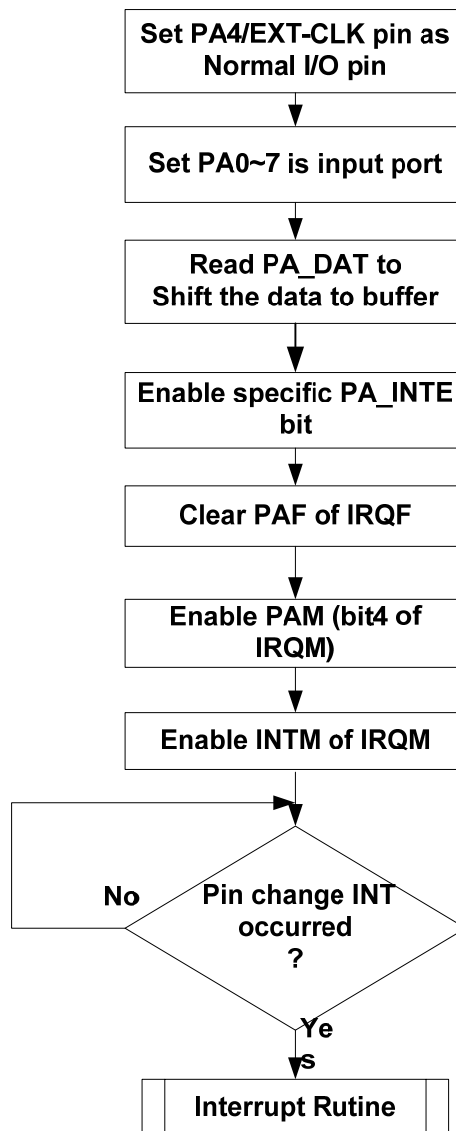 Set PA4/EXT-CLK pin as
Normal I/O pin
Set PA0~7 is input port
Read PA_DAT to
Shift the data to buffer
Enable specific PA_INTE
bit
Clear PAF of IRQF
Enable PAM (bit4 of
IRQM)
Enable INTM of IRQM
No
Pin change INT
occurred
?
Ye
s
Interrupt Rutine